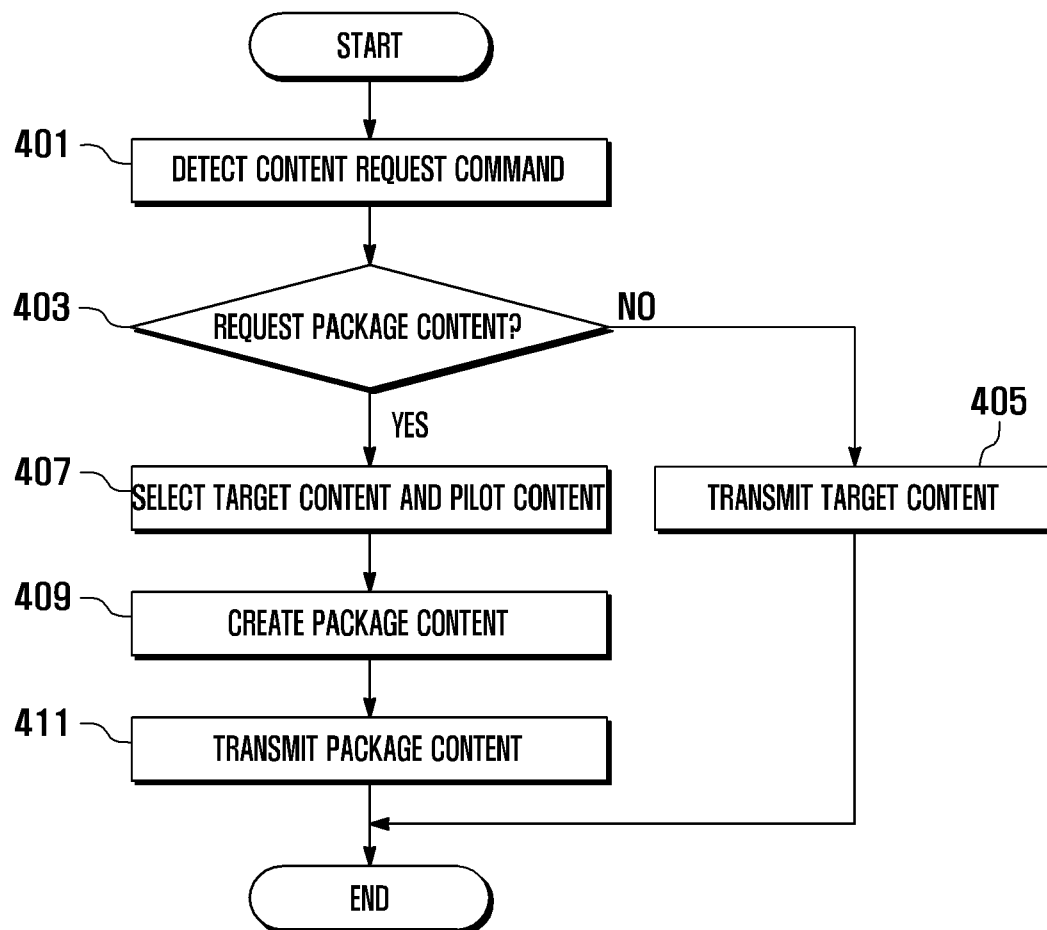 START
401
DETECT CONTENT REQUEST COMMAND
403
REQUEST PACKAGE CONTENT?
NO
YES
405
407
SELECT TARGET CONTENT AND PILOT CONTENT
TRANSMIT TARGET CONTENT
409
CREATE PACKAGE CONTENT
411
TRANSMIT PACKAGE CONTENT
END